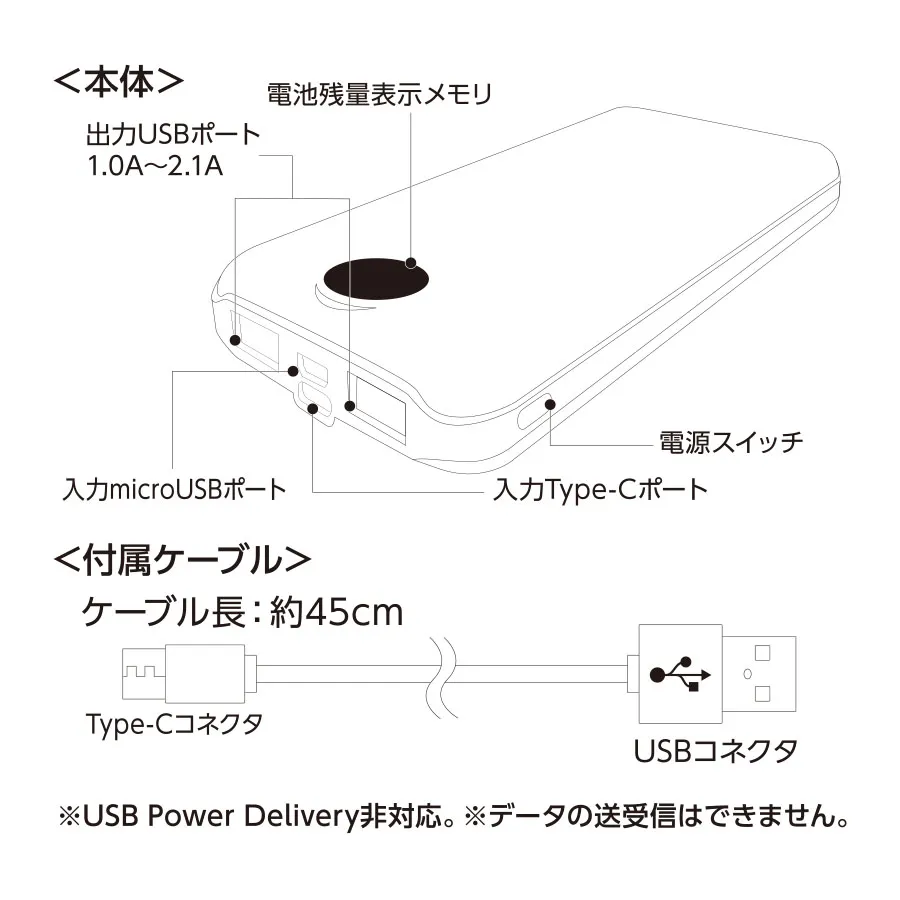 ＜本体＞
電池残量表示メモリ
出力USBポート
1.0A～2.1A
電源スイッチ
入力microUSBポート
入力Type-Cポート
＜付属ケーブル＞
ケーブル長：約45cm
Type-Cコネクタ
USBコネクタ
※USB Power Delivery非対応。※データの送受信はできません。